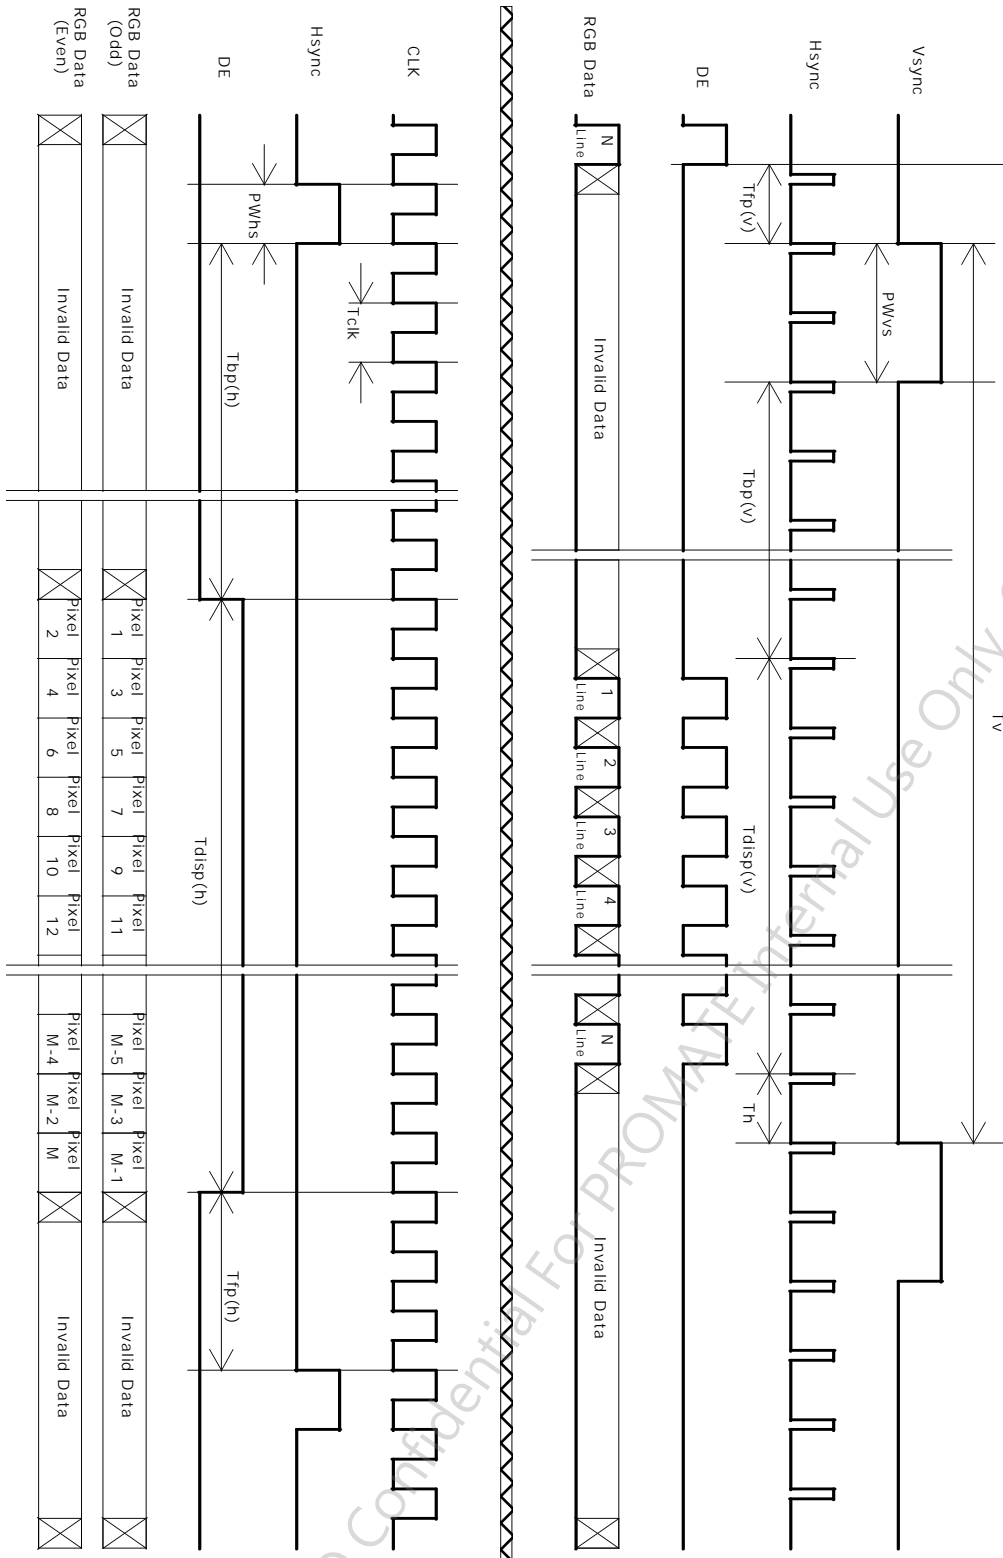 Vsync
Tv
PWvs
Hsync
Tfp(v)
Tbp(v)
Tdisp(v)
Th
DE
RGB Data
N
Line
Invalid Data
1
Line
2
Line
3
Line
4
Line
N
Line
Invalid Data
CLK
Tclk
Hsync
PWhs
DE
Tbp(h)
Tdisp(h)
Tfp(h)
RGB Data
(Odd)
Invalid Data
Pixel
1
Pixel
3
Pixel
5
Pixel
7
Pixel
9
Pixel
11
Pixel
M-5
Pixel
M-3
Pixel
M-1
Invalid Data
RGB Data
(Even)
Invalid Data
Pixel
2
Pixel
4
Pixel
6
Pixel
8
Pixel
10
Pixel
12
Pixel
M-4
Pixel
M-2
Pixel
M
Invalid Data
Confidential For PROMATE Internal Use Only